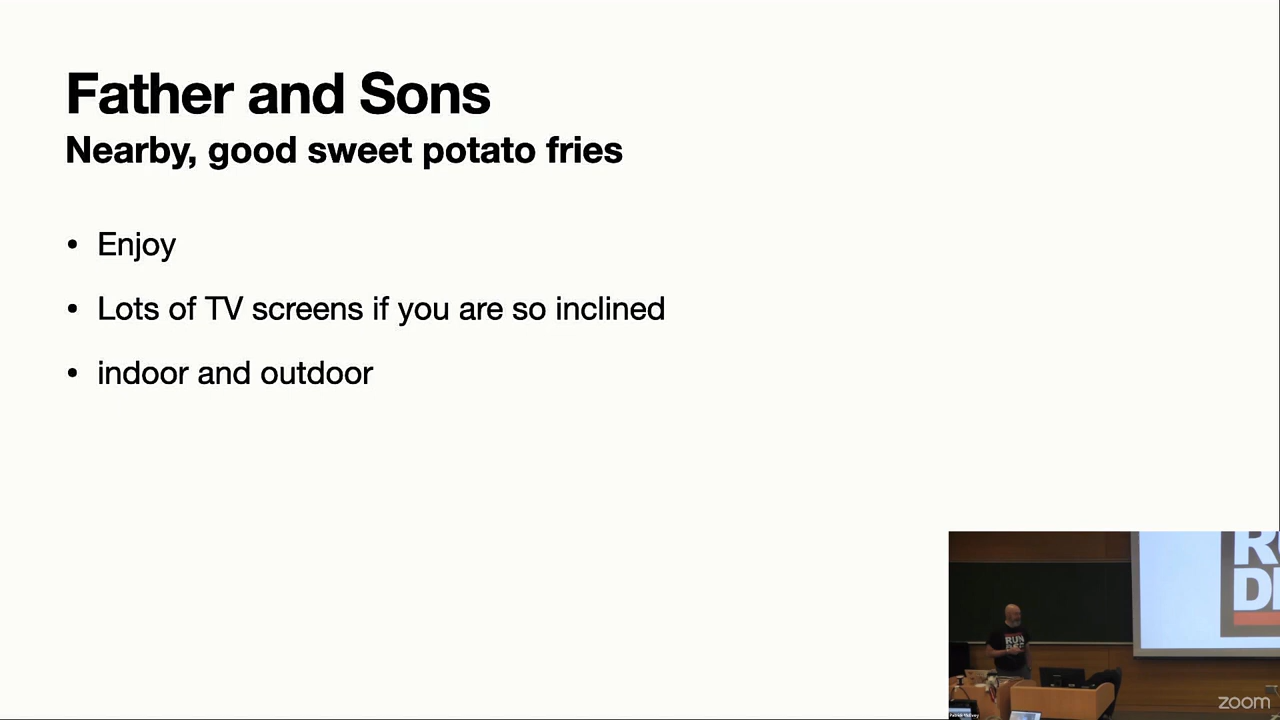 Father and Sons
Nearby, good sweet potato fries
• Enjoy
• Lots of TV screens if you are so inclined
• indoor and outdoor
RUN
zoom